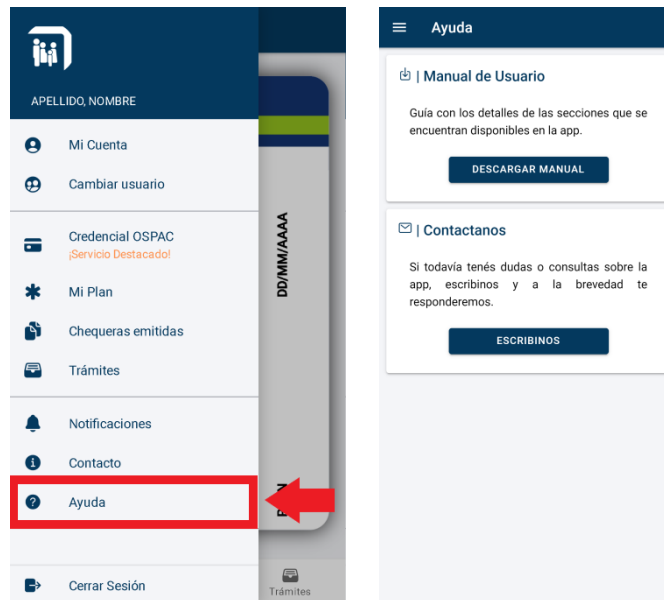 APELLIDO, NOMBRE
Mi Cuenta
Cambiar usuario
Credencial OSPAC
¡Servicio Destacado!
Mi Plan
Chequeras emitidas
Trámites
Notificaciones
Contacto
Ayuda
Cerrar Sesión
DD/MM/AAAA
Trámites
Ayuda
| Manual de Usuario
Guía con los detalles de las secciones que se
encuentran disponibles en la app.
DESCARGAR MANUAL
| Contactanos
Si todavía tenés dudas o consultas sobre la
app, escribinos y a la brevedad te
responderemos.
ESCRIBINOS